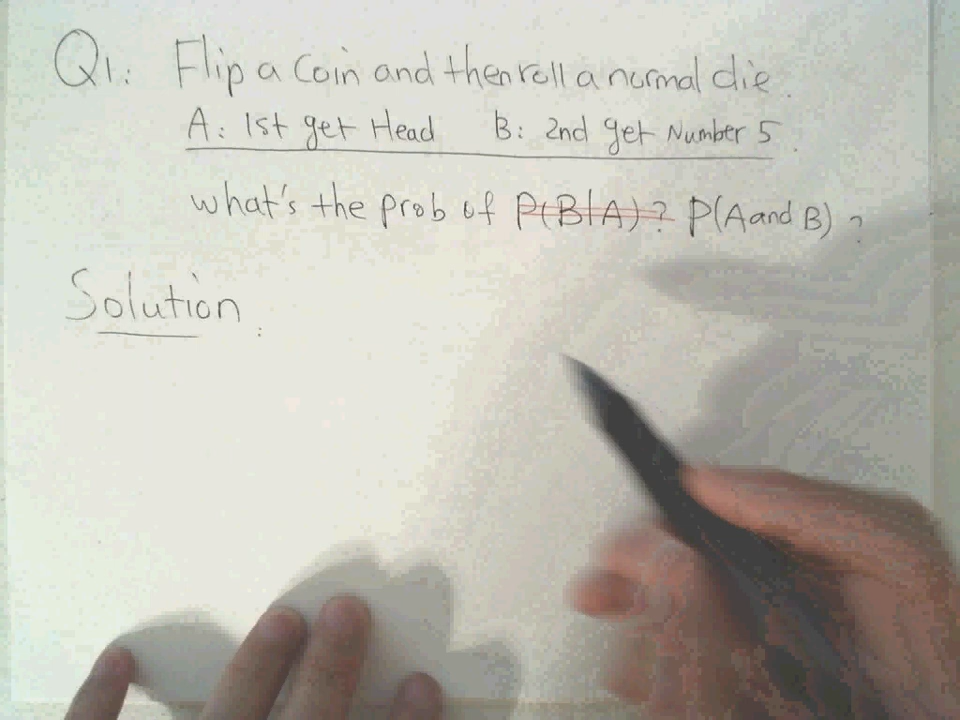 Q1: Flip a Coin and then roll a normal die.
A: 1st get Head B: 2nd get Number 5.
what's the prob of P(B|A)? P(A and B)?
Solution: